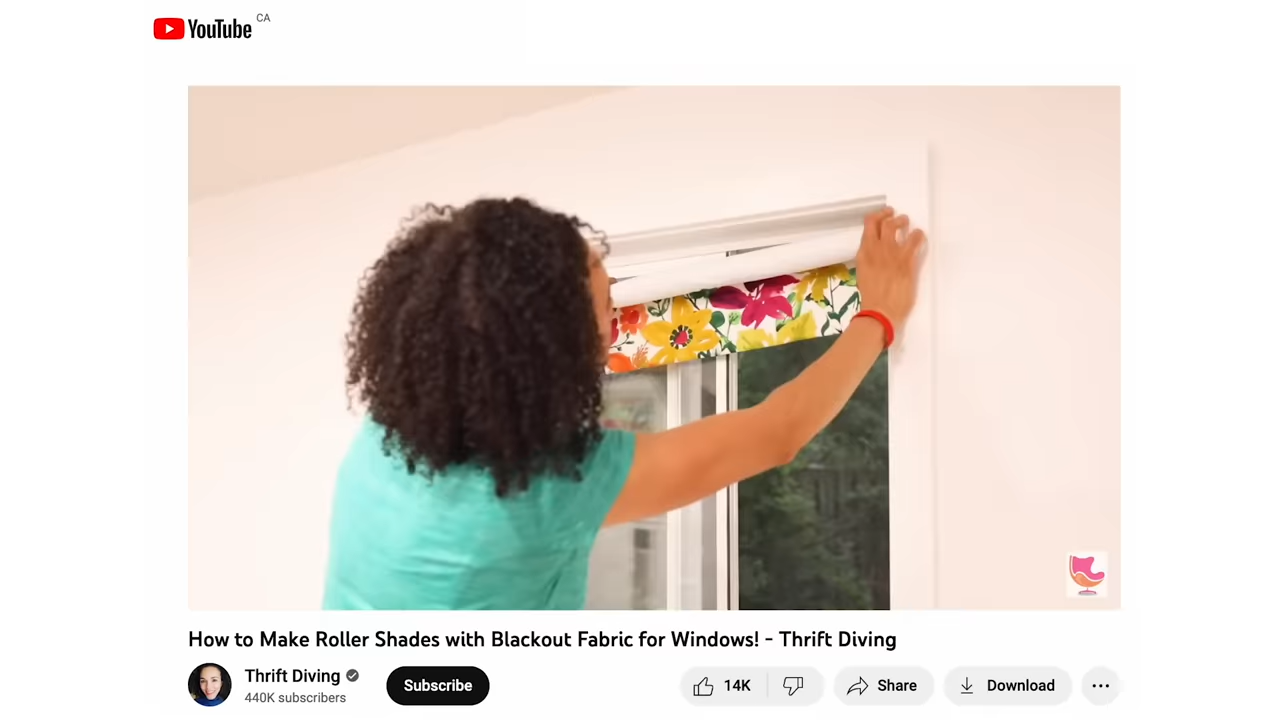 YouTube CA
How to Make Roller Shades with Blackout Fabric for Windows! - Thrift Diving
Thrift Diving
440K subscribers
Subscribe
14K
Share
Download